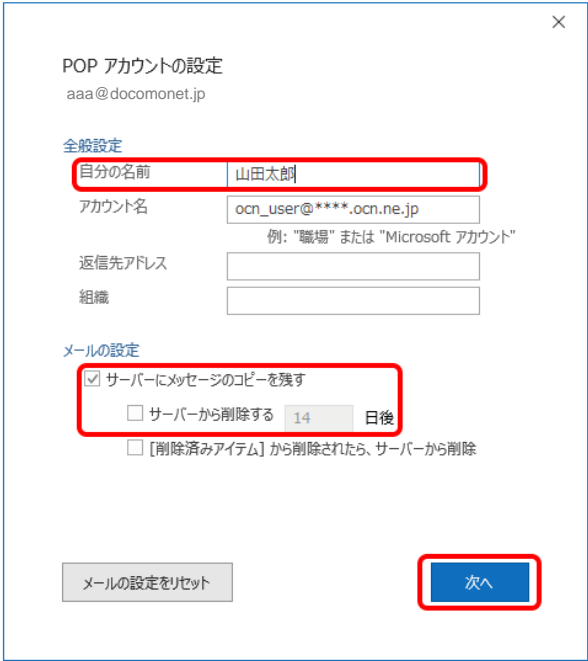 POP アカウントの設定
aaa@docomonet.jp
全般設定
自分の名前 山田太郎
アカウント名 ocn_user@****.ocn.ne.jp
例: "職場" または "Microsoft アカウント"
返信先アドレス
組織
メールの設定
サーバーにメッセージのコピーを残す
サーバーから削除する 14 日後
[削除済みアイテム] から削除されたら、サーバーから削除
メールの設定をリセット 次へ